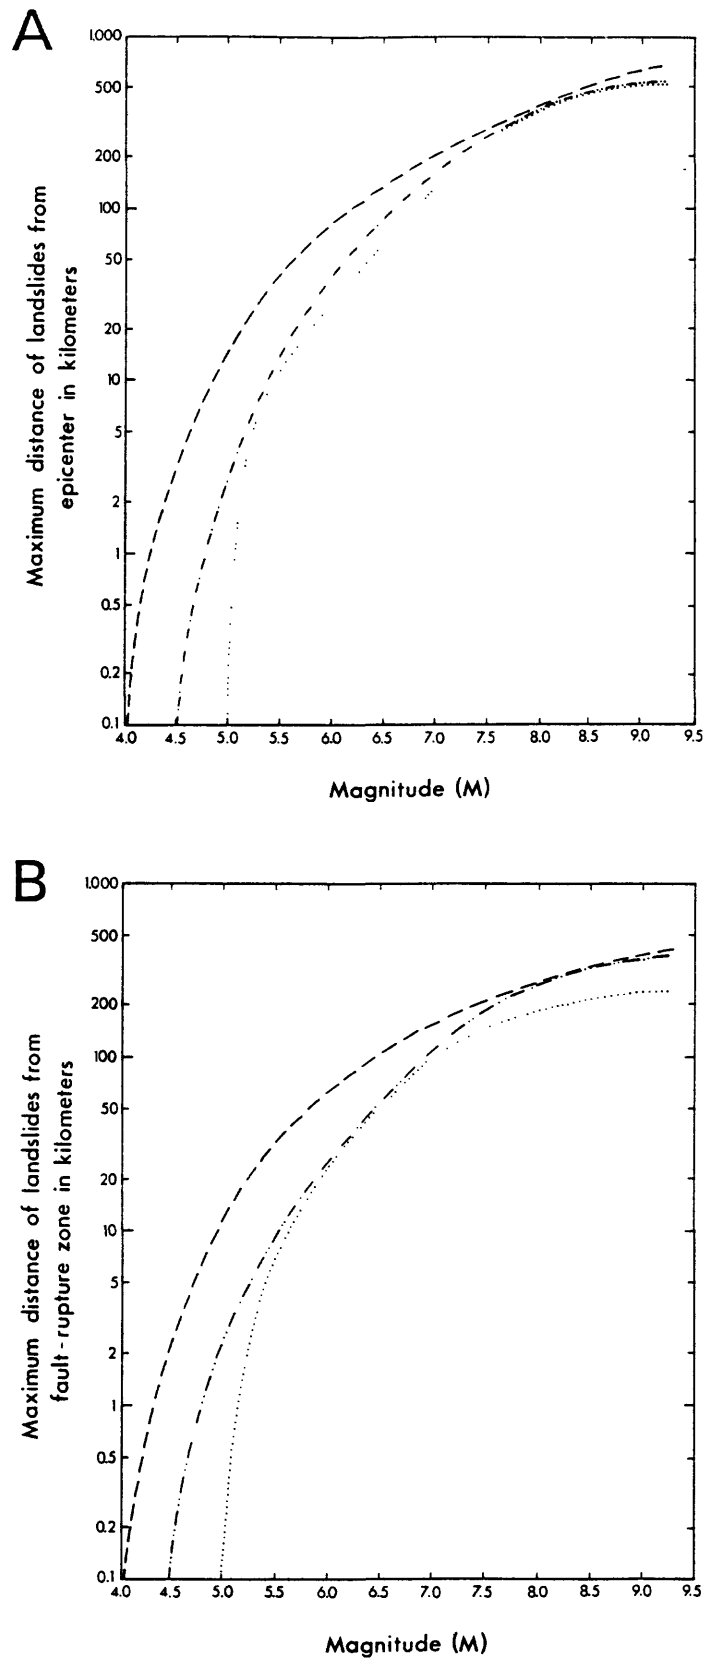 A
1.000
500
200
100
50
20
10
5
2
1
0.5
0.2
0.1
4.0 4.5 5.0 5.5 6.0 6.5 7.0 7.5 8.0 8.5 9.0 9.5
Maximum distance of landslides from
epicenter in kilometers
Magnitude (M)
B
1.000
500
200
100
50
20
10
5
2
1
0.5
0.2
0.1
4.0 4.5 5.0 5.5 6.0 6.5 7.0 7.5 8.0 8.5 9.0 9.5
Maximum distance of landslides from
fault-rupture zone in kilometers
Magnitude (M)